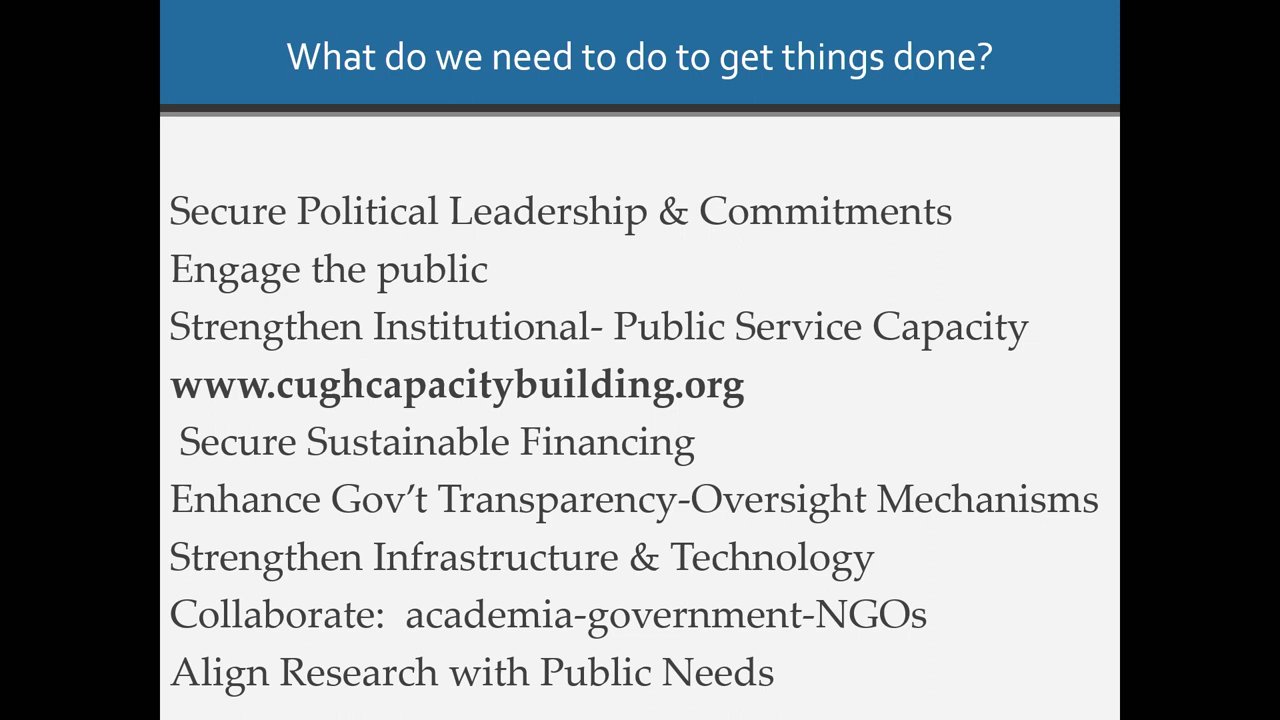 What do we need to do to get things done?
Secure Political Leadership & Commitments
Engage the public
Strengthen Institutional- Public Service Capacity
www.cughcapacitybuilding.org
Secure Sustainable Financing
Enhance Gov’t Transparency-Oversight Mechanisms
Strengthen Infrastructure & Technology
Collaborate:  academia-government-NGOs
Align Research with Public Needs